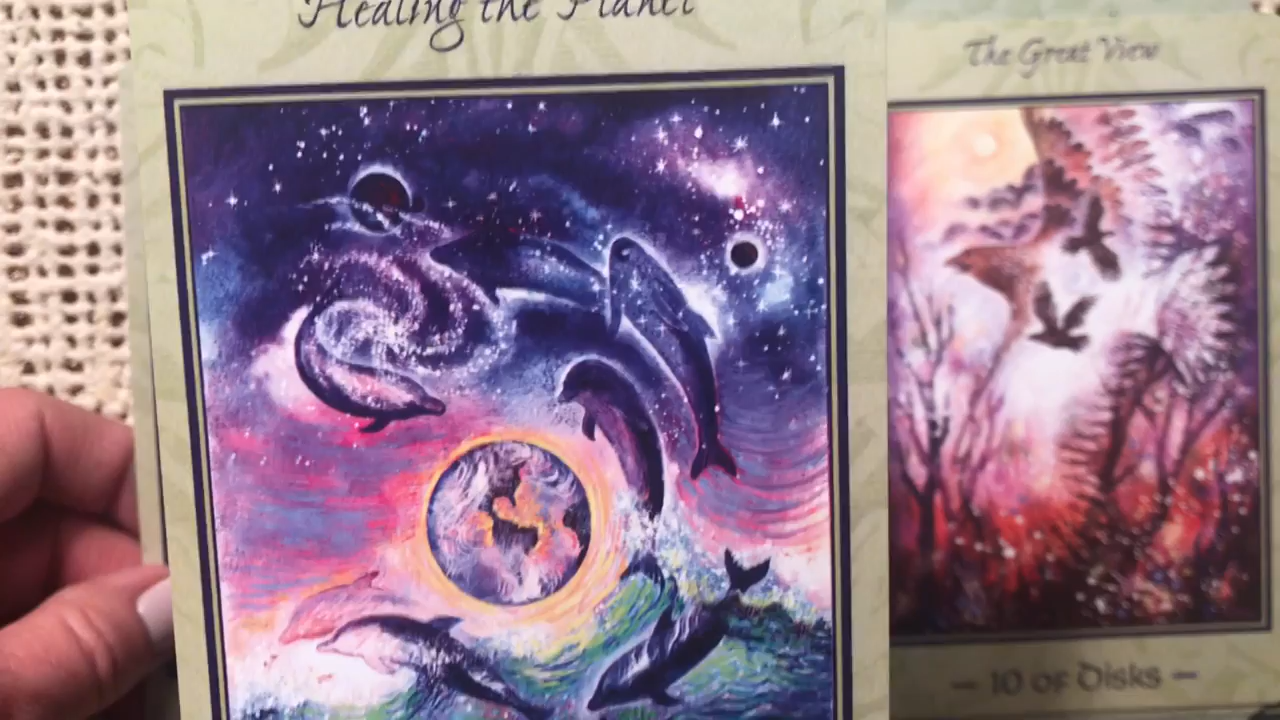 Healing the Planet
The Great View
– 10 of Disks –